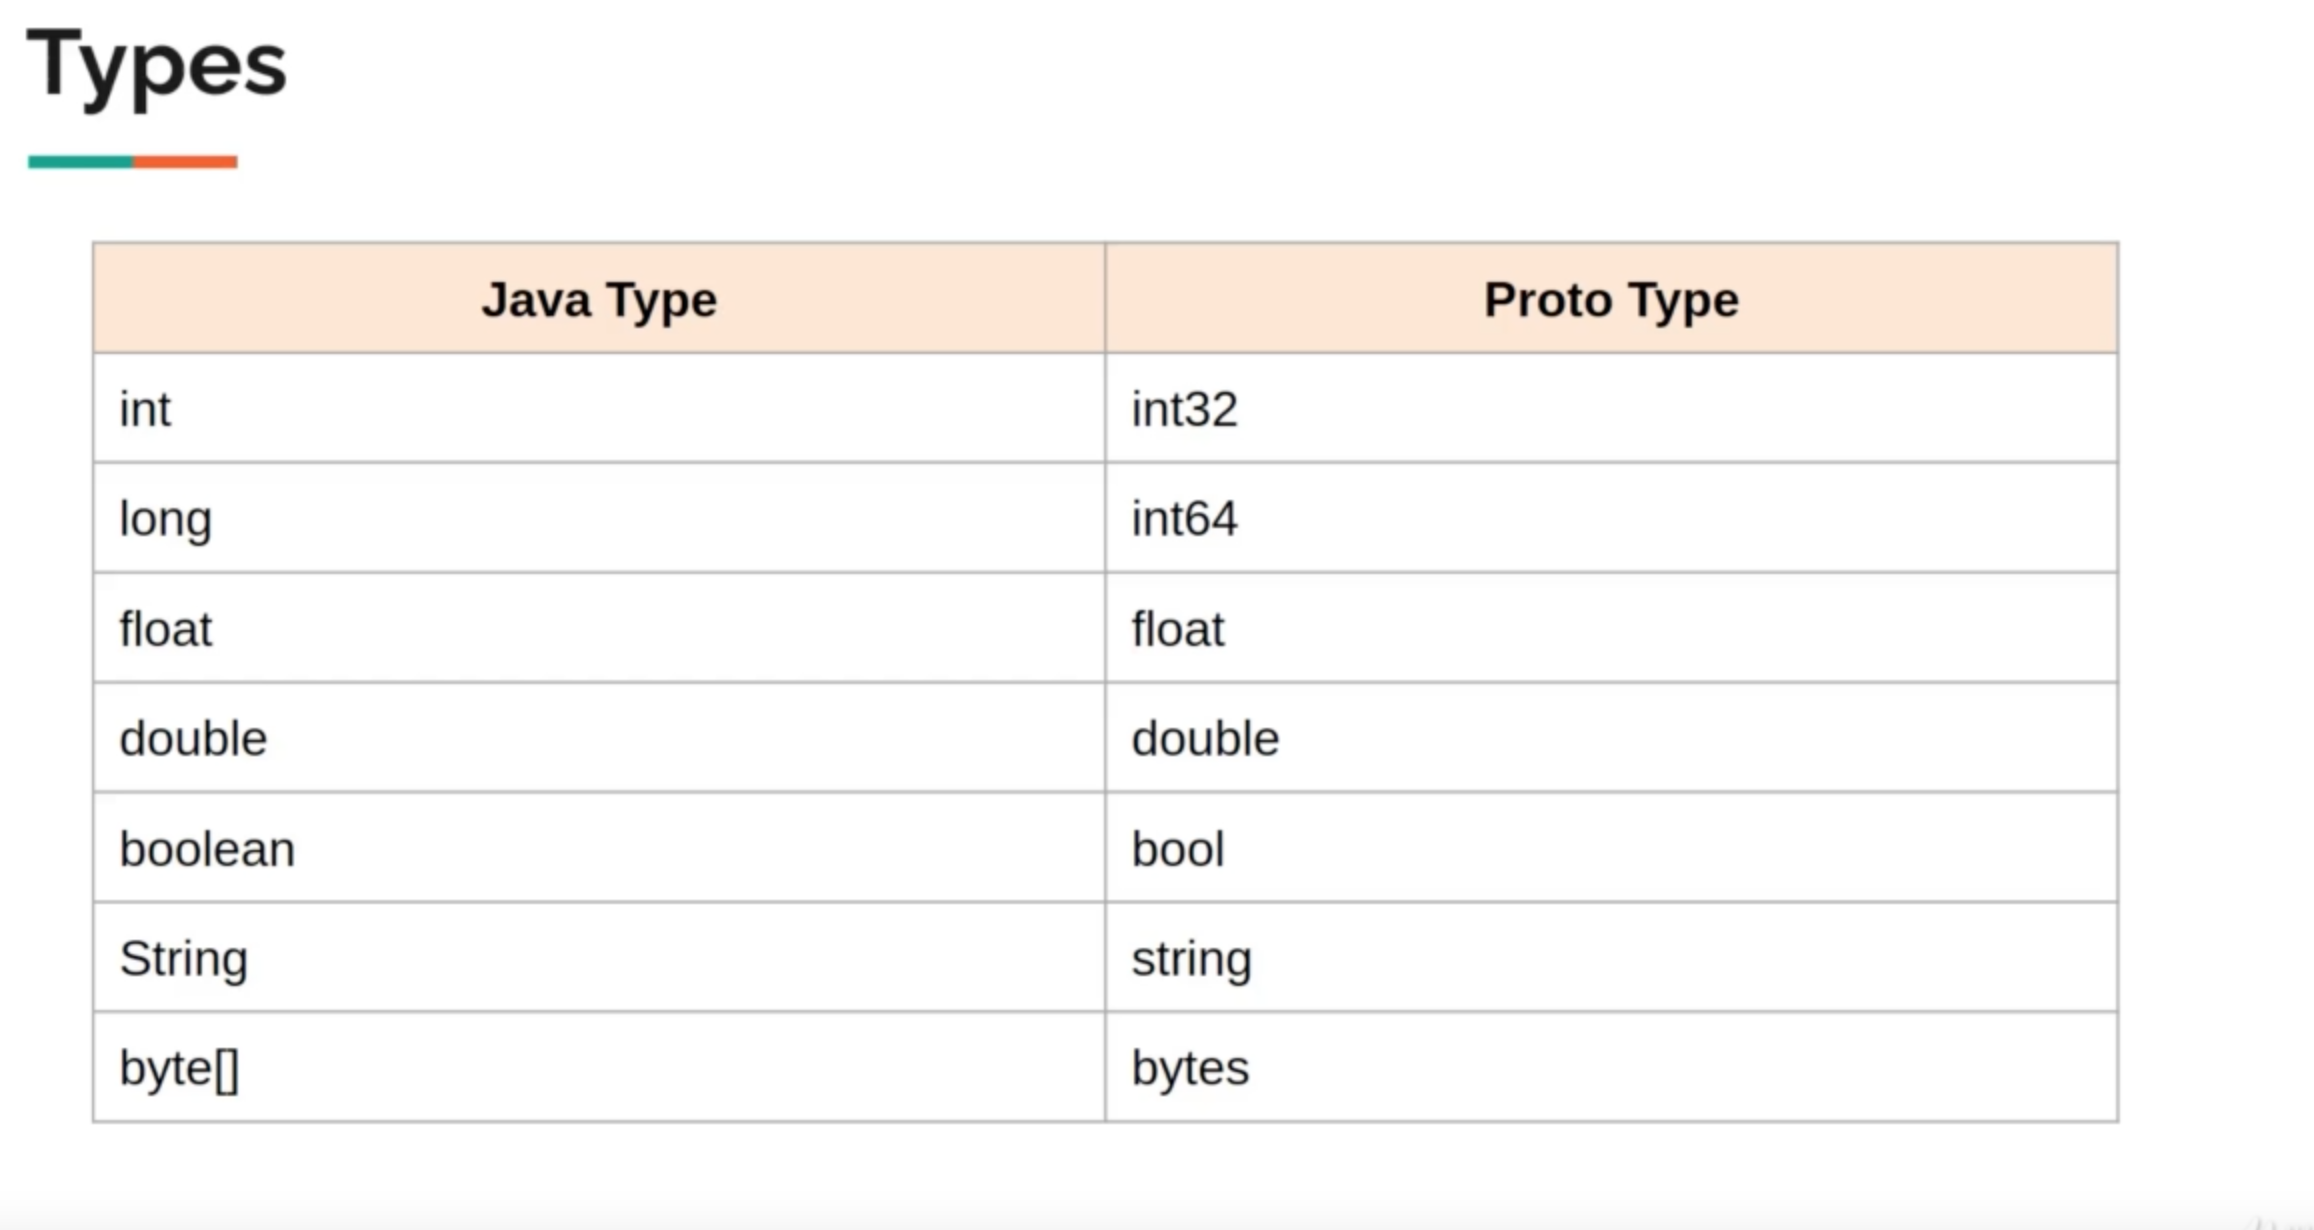 Types
Java Type Proto Type
int int32
long int64
float float
double double
boolean bool
String string
byte[] bytes